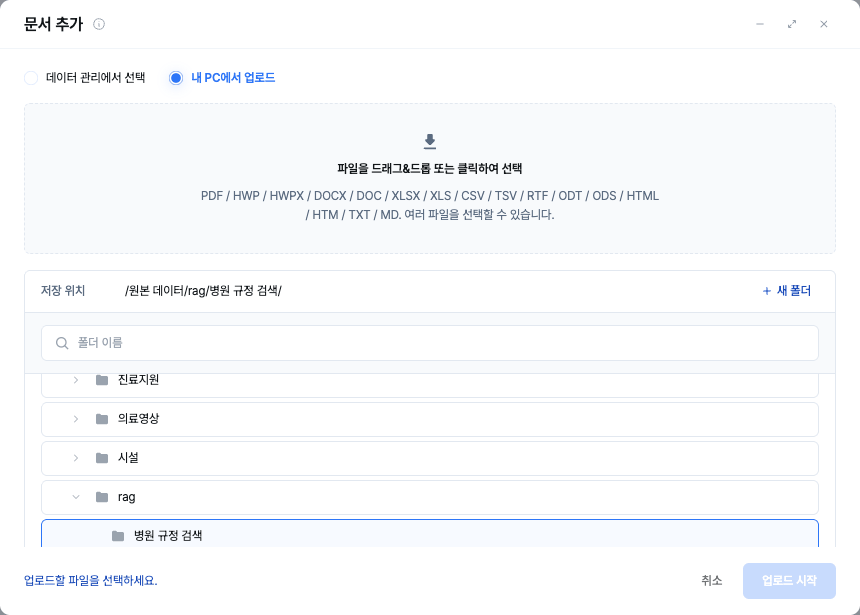 문서 추가
데이터 관리에서 선택
내 PC에서 업로드
파일을 드래그&드롭 또는 클릭하여 선택
PDF / HWP / HWPX / DOCX / DOC / XLSX / XLS / CSV / TSV / RTF / ODT / ODS / HTML
/ HTM / TXT / MD. 여러 파일을 선택할 수 있습니다.
저장 위치 /원본 데이터/rag/병원 규정 검색/ + 새 폴더
폴더 이름
진료지원
의료영상
시설
rag
병원 규정 검색
업로드할 파일을 선택하세요.
취소
업로드 시작